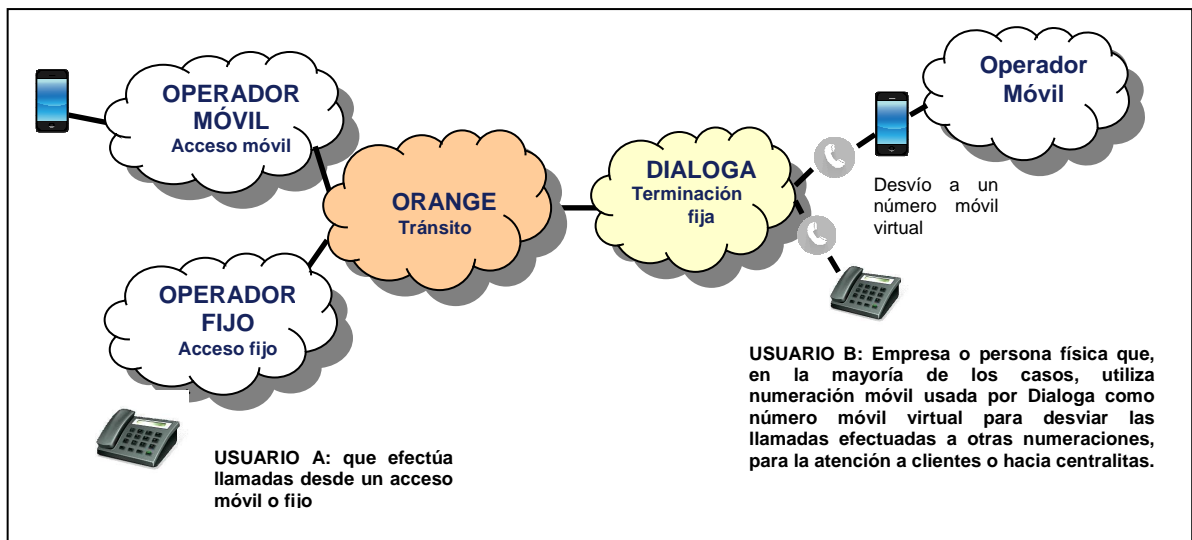 OPERADOR
MÓVIL
Acceso móvil
ORANGE
Tránsito
OPERADOR
FIJO
Acceso fijo
USUARIO A: que efectúa
llamadas desde un acceso
móvil o fijo
DIALOGA
Terminación
fija
Operador
Móvil
Desvío a un
número móvil
virtual
USUARIO B: Empresa o persona física que,
en la mayoría de los casos, utiliza
numeración móvil usada por Dialoga como
número móvil virtual para desviar las
llamadas efectuadas a otras numeraciones,
para la atención a clientes o hacia centralitas.